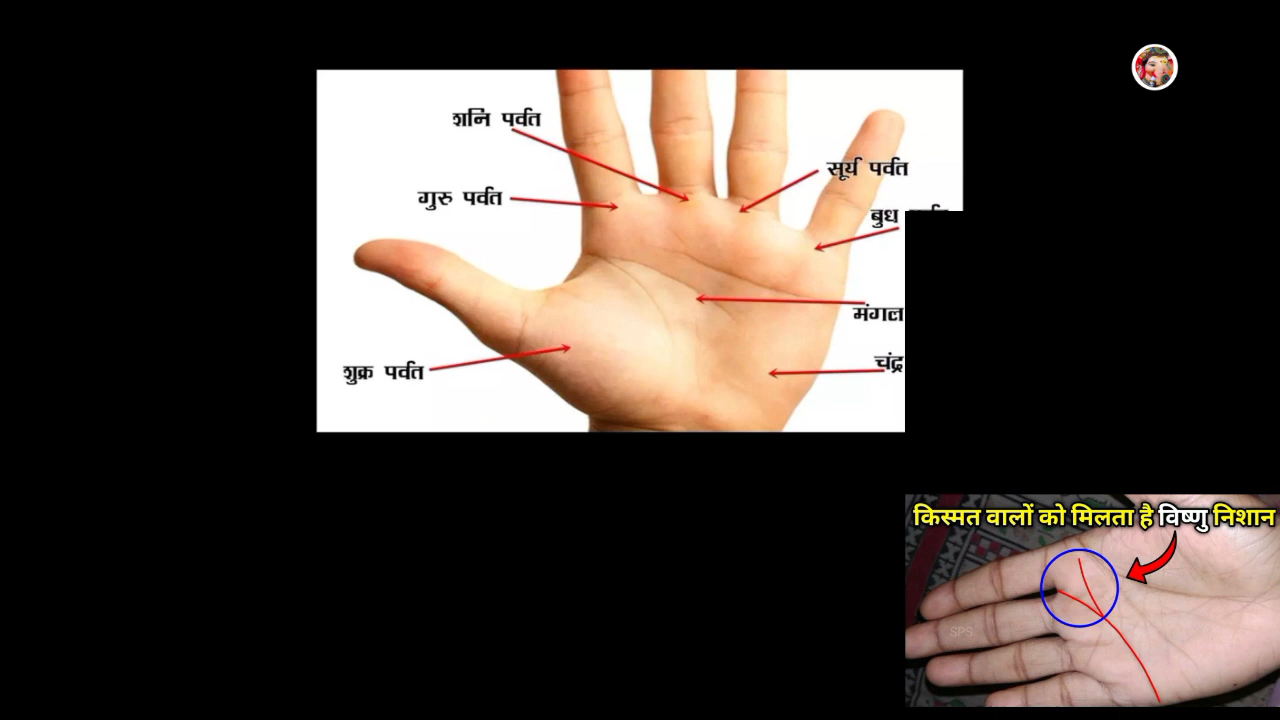 शनि पर्वत
सूर्य पर्वत
गुरु पर्वत
बुध
मंगल
चंद्र
शुक्र पर्वत
किस्मत वालों को मिलता है विष्णु निशान
SPS